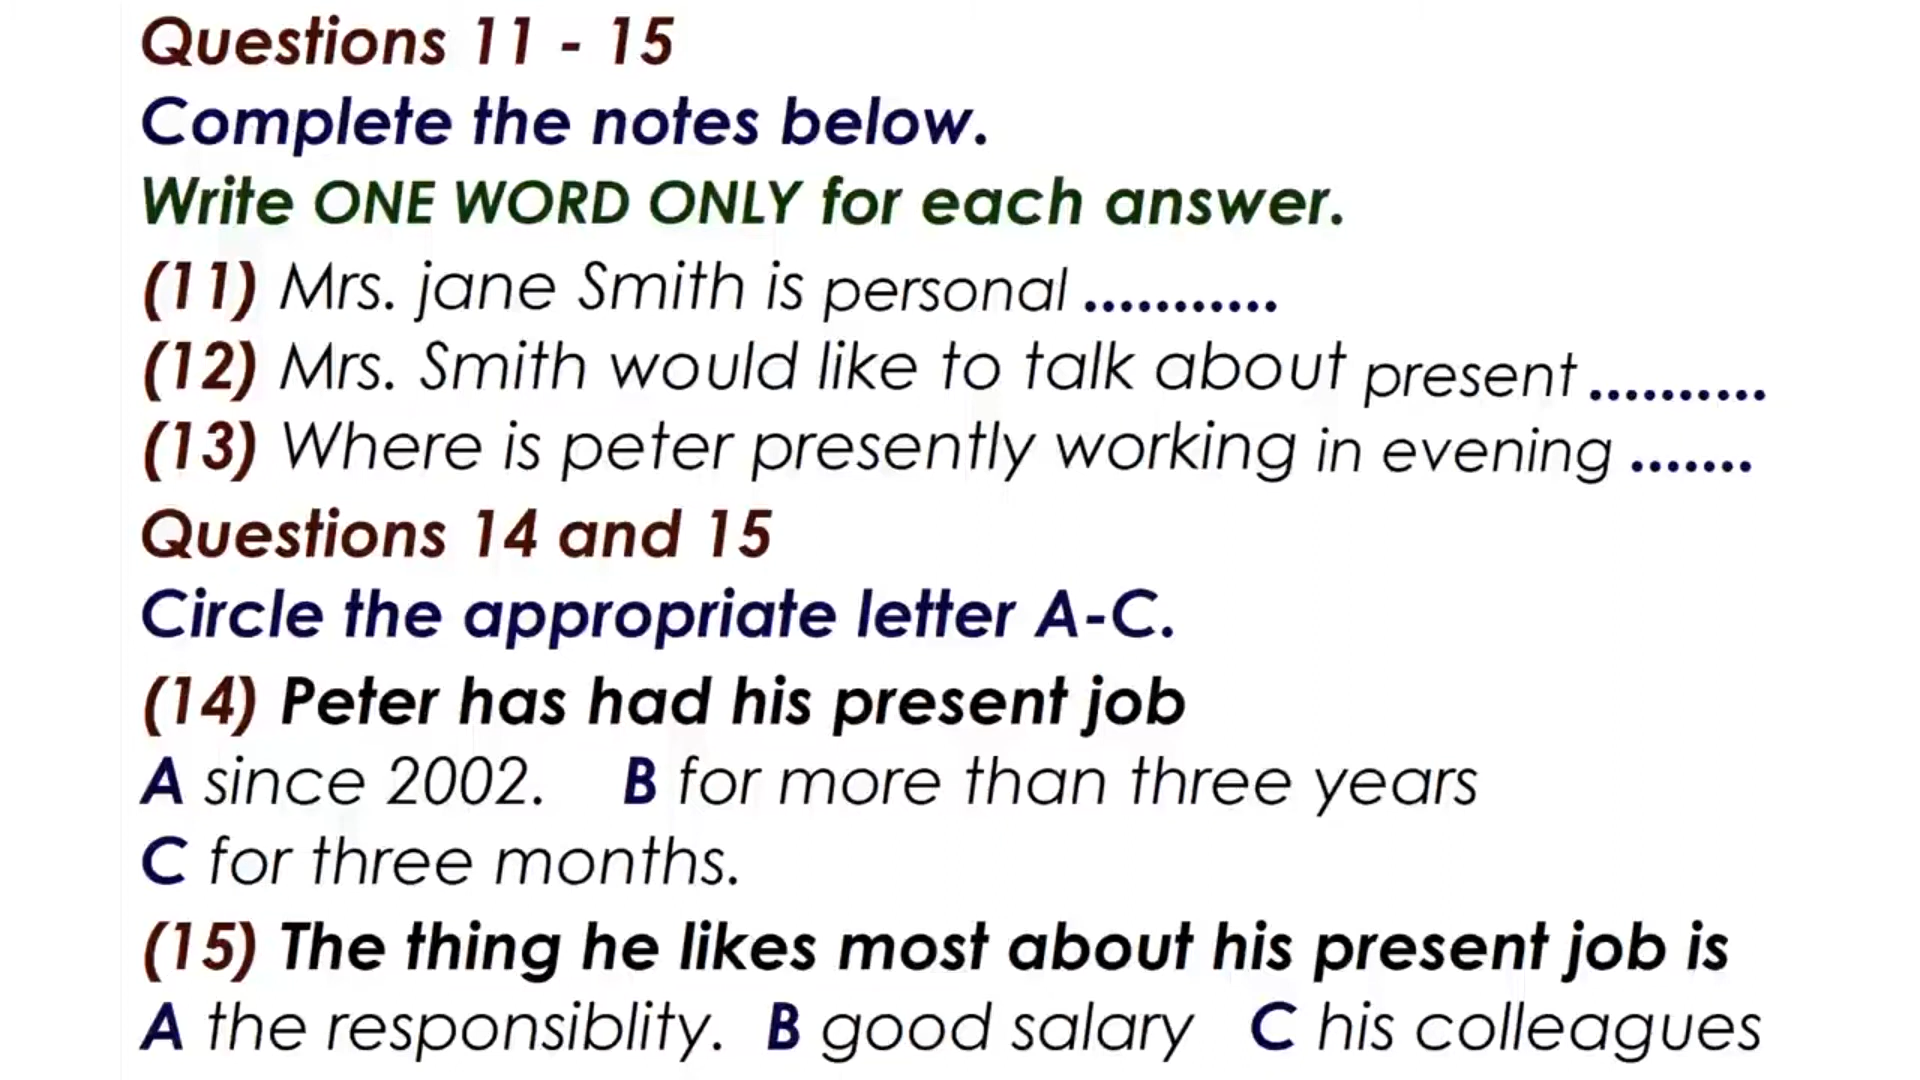 Questions 11 - 15
Complete the notes below.
Write ONE WORD ONLY for each answer.
(11) Mrs. jane Smith is personal ...........
(12) Mrs. Smith would like to talk about present ..........
(13) Where is peter presently working in evening .......
Questions 14 and 15
Circle the appropriate letter A-C.
(14) Peter has had his present job
A since 2002. B for more than three years
C for three months.
(15) The thing he likes most about his present job is
A the responsiblity. B good salary C his colleagues